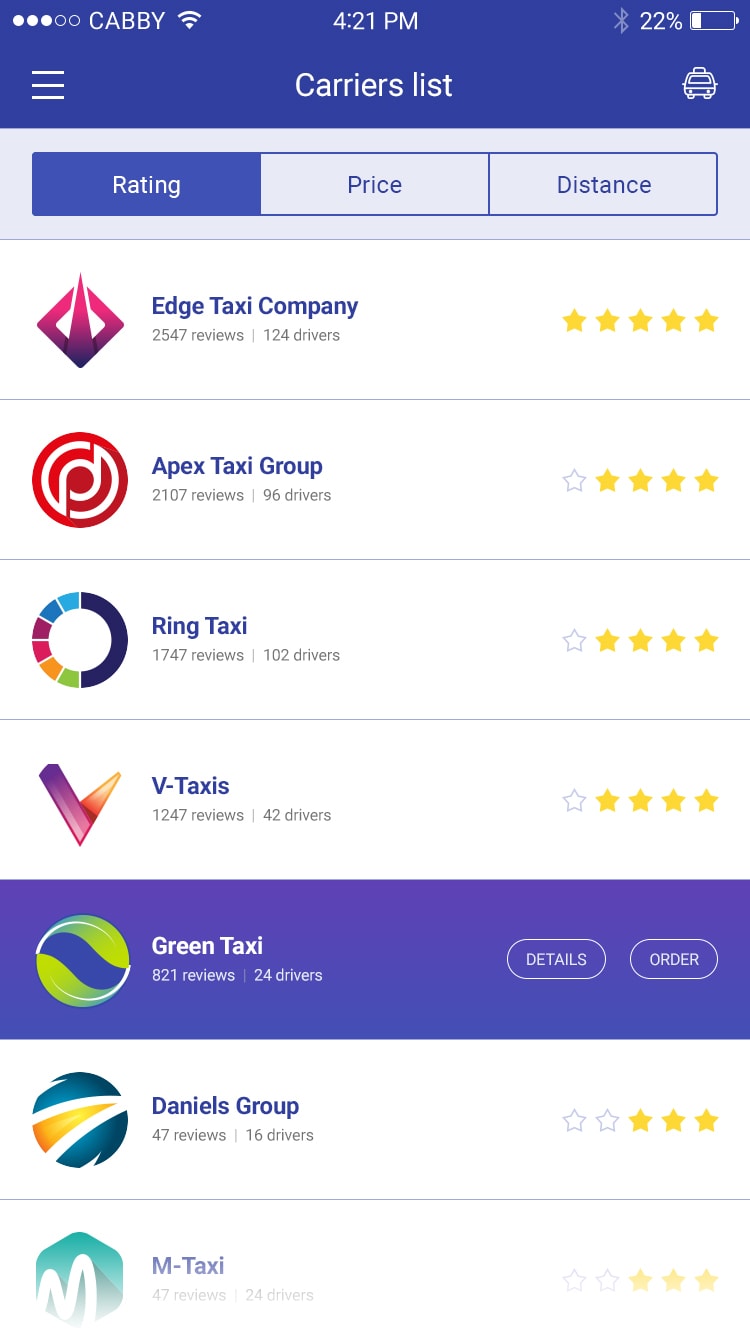 CABBY 4:21 PM 22%
Carriers list
Rating Price Distance
Edge Taxi Company
2547 reviews | 124 drivers
Apex Taxi Group
2107 reviews | 96 drivers
Ring Taxi
1747 reviews | 102 drivers
V-Taxis
1247 reviews | 42 drivers
Green Taxi
821 reviews | 24 drivers
DETAILS ORDER
Daniels Group
47 reviews | 16 drivers
M-Taxi
47 reviews | 24 drivers